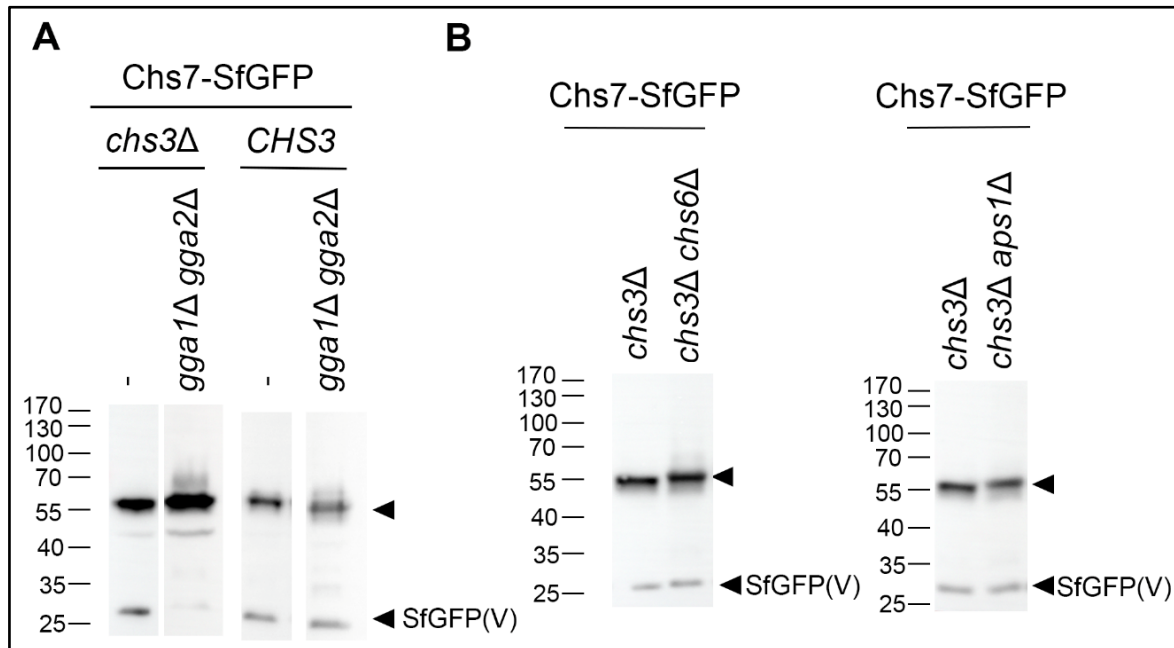 A
Chs7-SfGFP
chs3Δ CHS3
-
gga1Δ gga2Δ
-
gga1Δ gga2Δ
170
130
100
70
55
40
35
25
SfGFP(V)
B
Chs7-SfGFP
chs3Δ
chs3Δ chs6Δ
170
130
100
70
55
40
35
25
SfGFP(V)
Chs7-SfGFP
chs3Δ
chs3Δ aps1Δ
170
130
100
70
55
40
35
25
SfGFP(V)